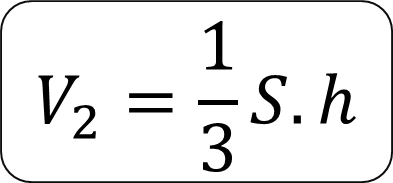 V₂ = 1/3 S.h